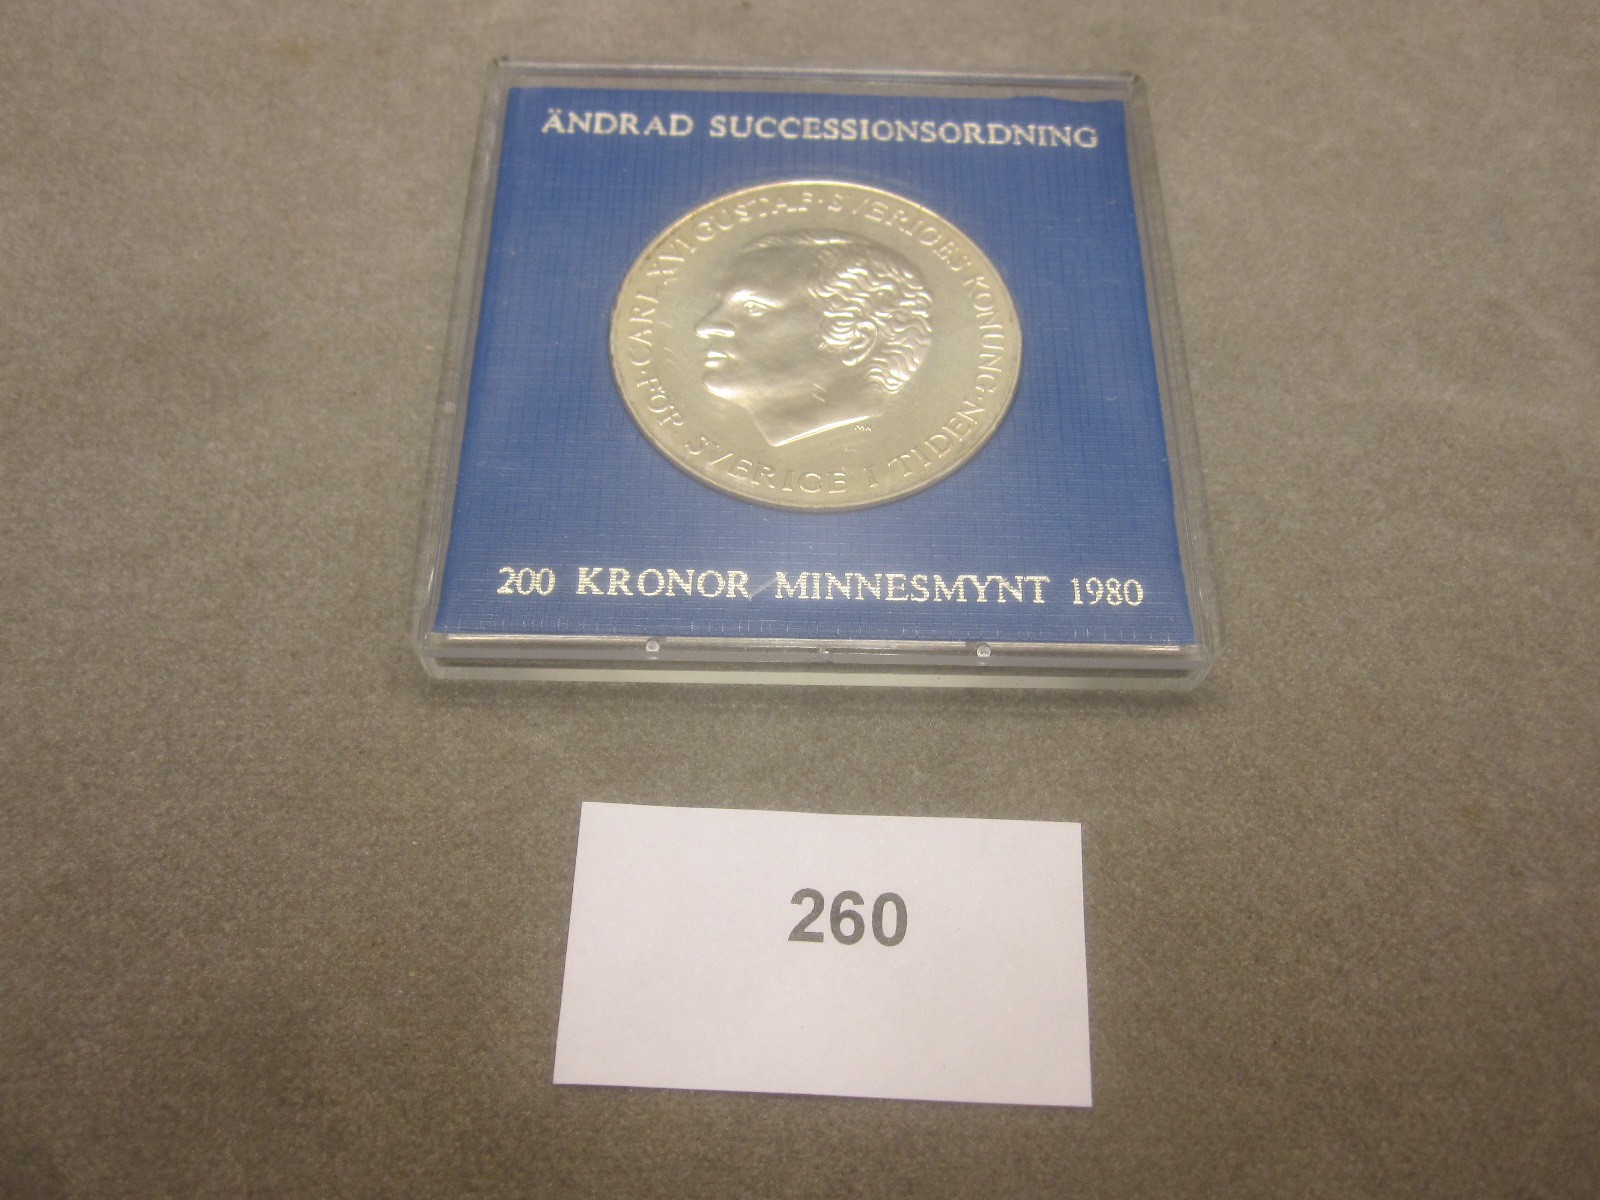 ÄNDRAD SUCCESSIONSORDNING
CARL XVI GUSTAF · SVERIGES KONUNG ·
FÖR SVERIGE I TIDEN ·
200 KRONOR MINNESMYNT 1980
260